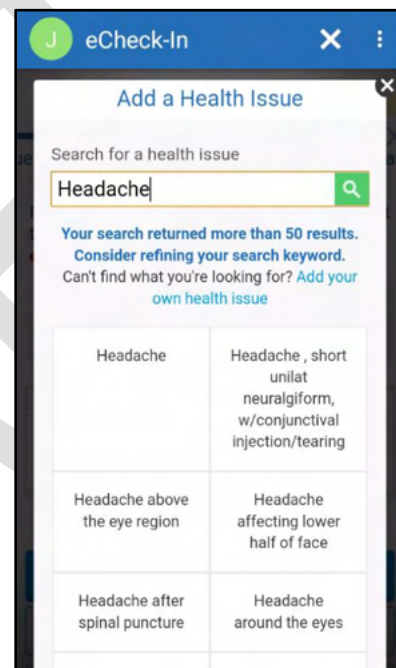 J eCheck-In
Add a Health Issue
Search for a health issue
Headache
Your search returned more than 50 results.
Consider refining your search keyword.
Can't find what you're looking for? Add your
own health issue
Headache
Headache , short
unilat
neuralgiform,
w/conjunctival
injection/tearing
Headache above
the eye region
Headache
affecting lower
half of face
Headache after
spinal puncture
Headache
around the eyes